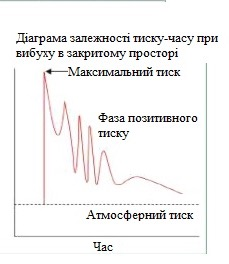 Діаграма залежності тиску-часу при
вибуху в закритому просторі
Максимальний тиск
Фаза позитивного
тиску
Атмосферний тиск
Час